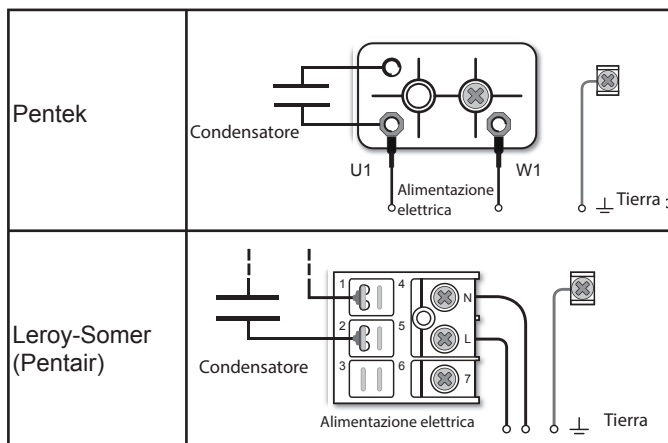 Pentek
Condensatore
U1
W1
Alimentazione
elettrica
Tierra :
Leroy-Somer
(Pentair)
Condensatore
1
4
N
2
5
L
3
6
7
Alimentazione elettrica
Tierra